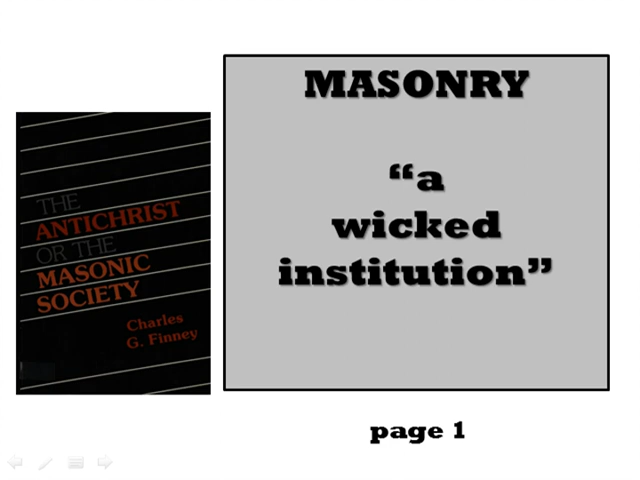 THE
ANTICHRIST
OR THE
MASONIC
SOCIETY
Charles
G. Finney
MASONRY
“a
wicked
institution”
page 1